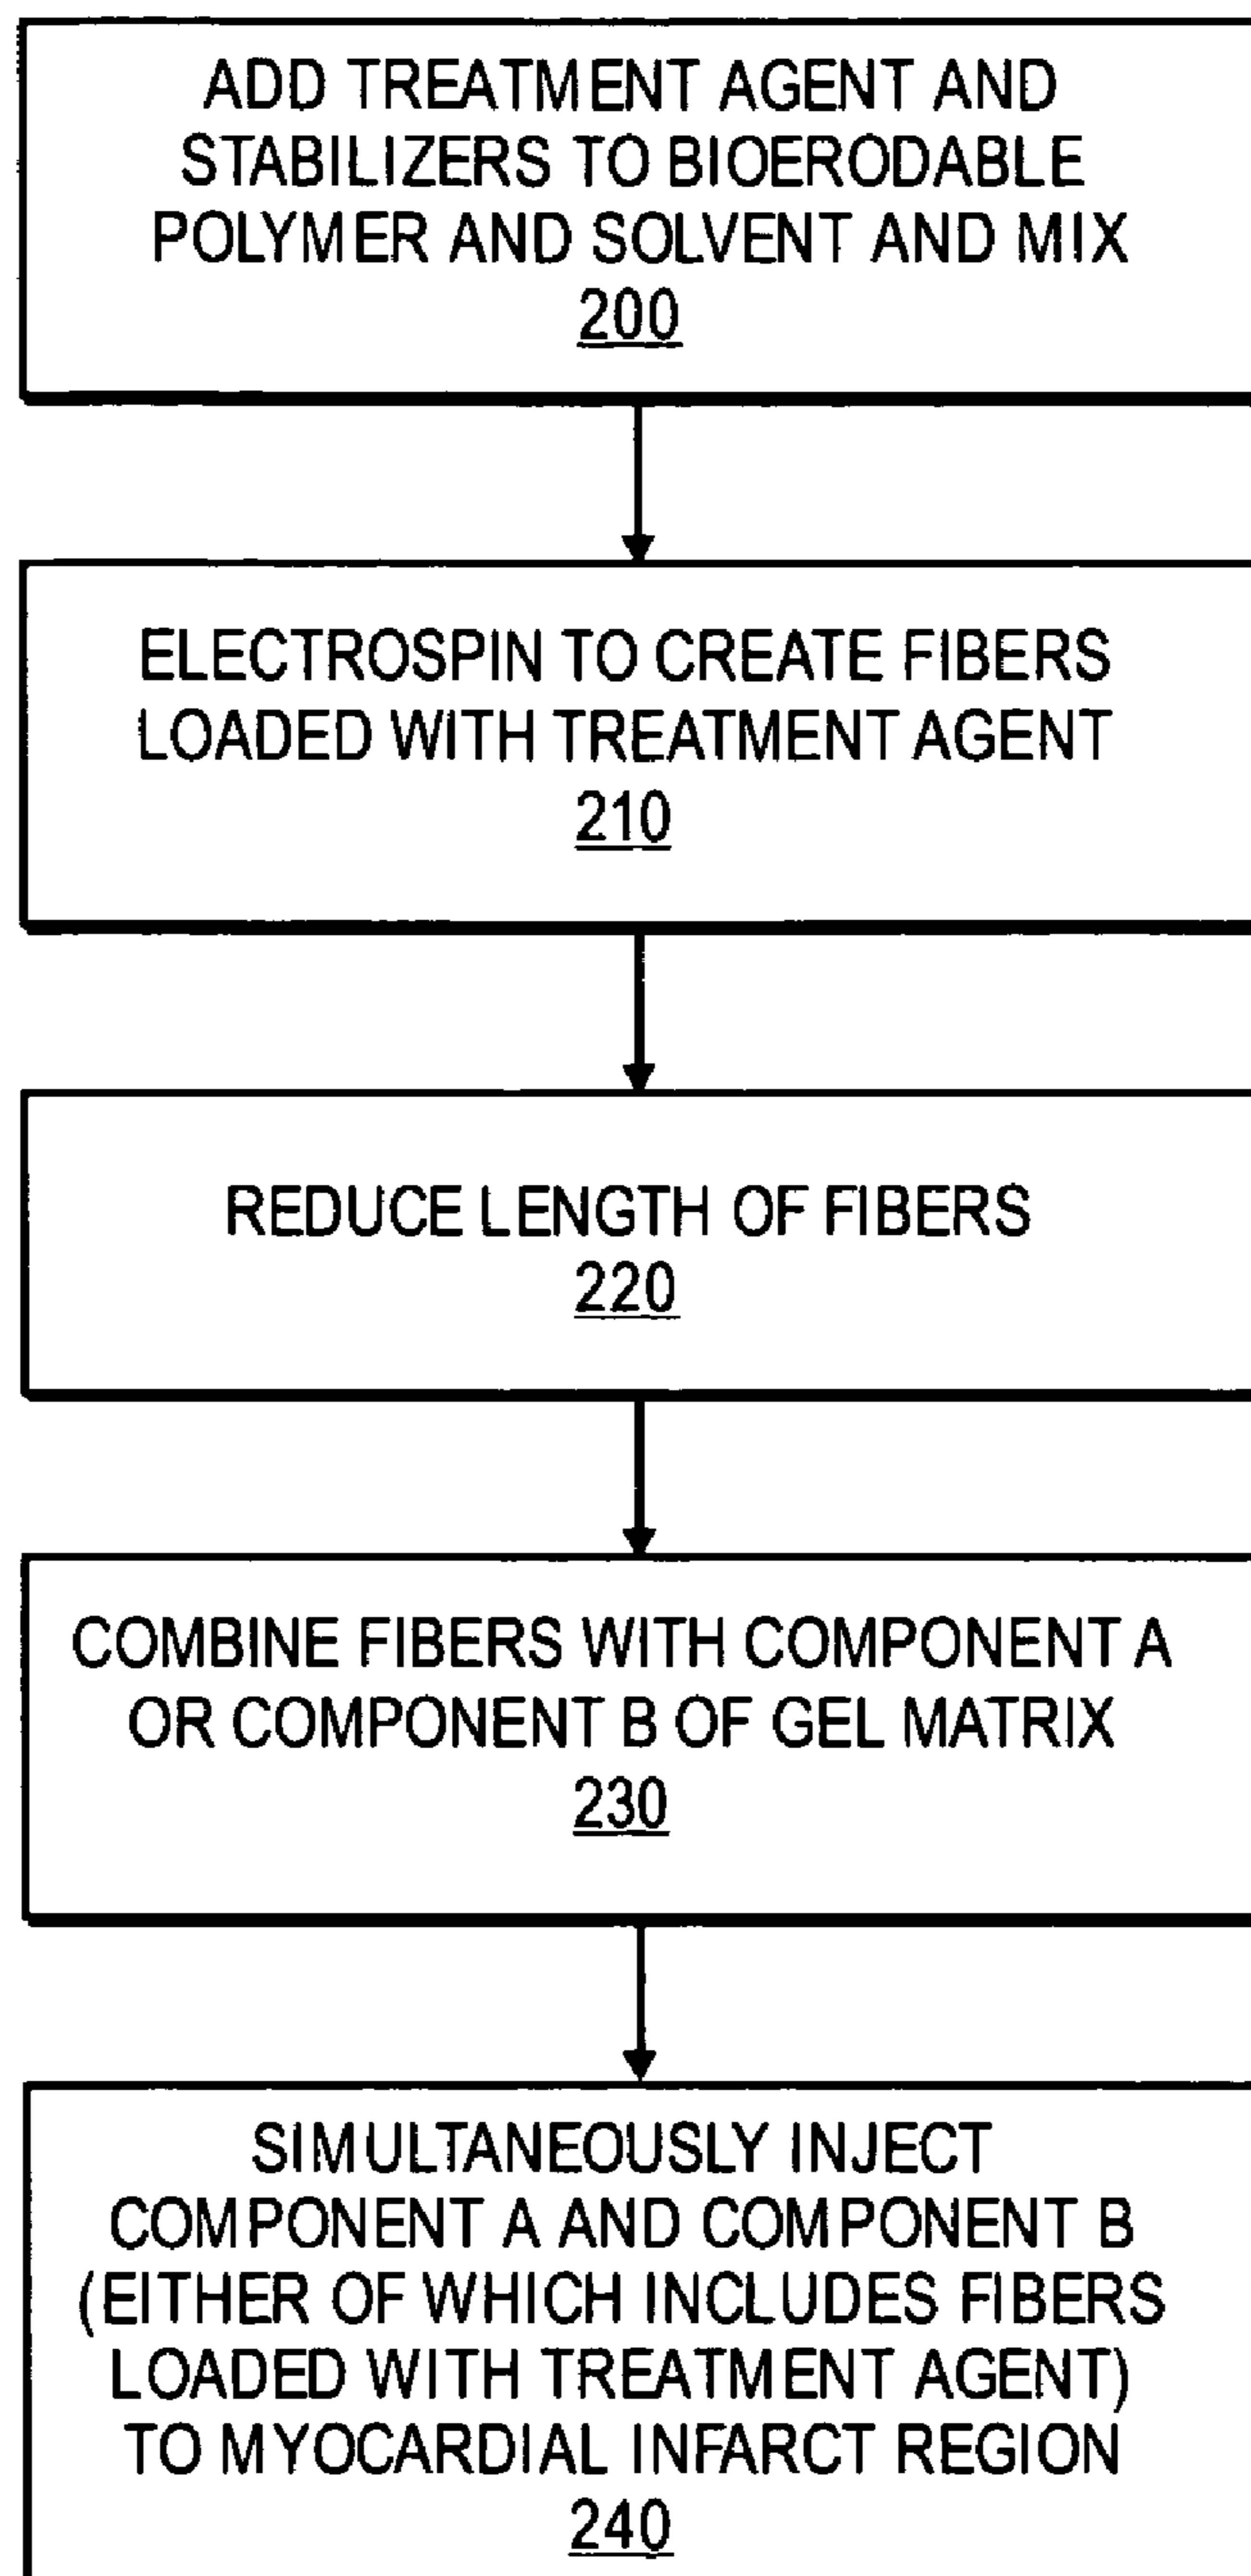 ADD TREATMENT AGENT AND
STABILIZERS TO BIOERODABLE
POLYMER AND SOLVENT AND MIX
200
ELECTROSPIN TO CREATE FIBERS
LOADED WITH TREATMENT AGENT
210
REDUCE LENGTH OF FIBERS
220
COMBINE FIBERS WITH COMPONENT A
OR COMPONENT B OF GEL MATRIX
230
SIMULTANEOUSLY INJECT
COMPONENT A AND COMPONENT B
(EITHER OF WHICH INCLUDES FIBERS
LOADED WITH TREATMENT AGENT)
TO MYOCARDIAL INFARCT REGION
240